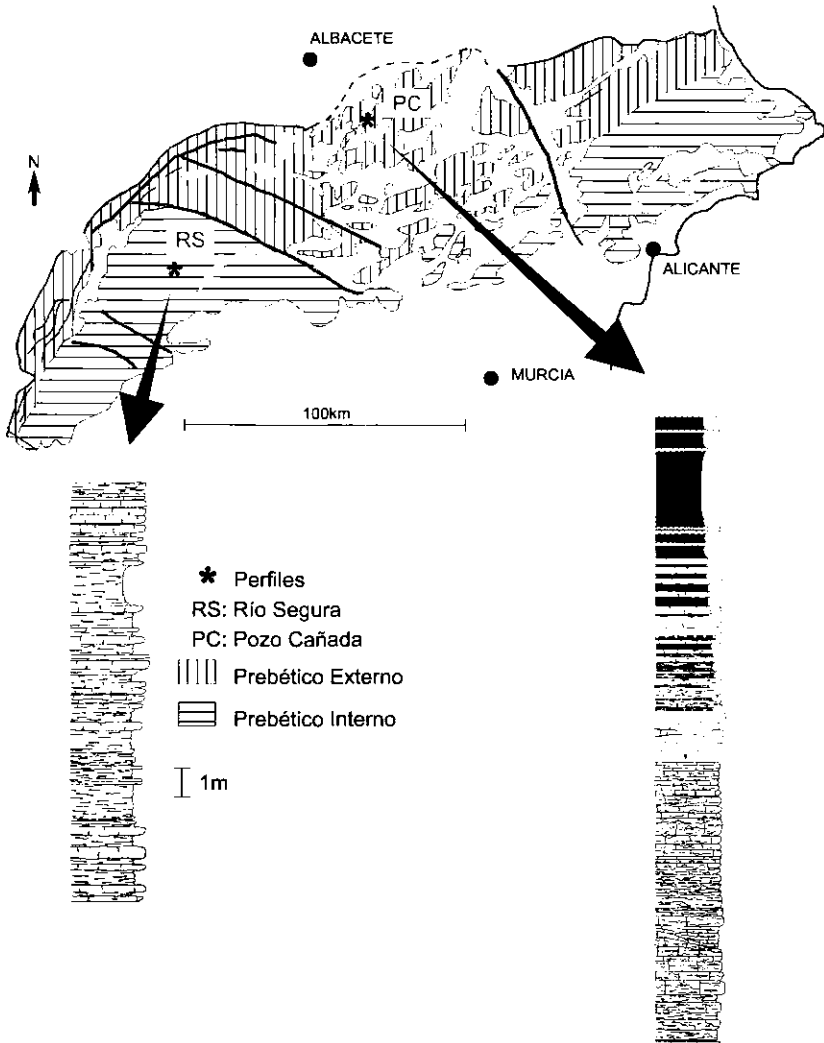 ALBACETE
PC
N
RS
ALICANTE
MURCIA
100km
* Perfiles
RS: Río Segura
PC: Pozo Cañada
Prebético Externo
Prebético Interno
1m